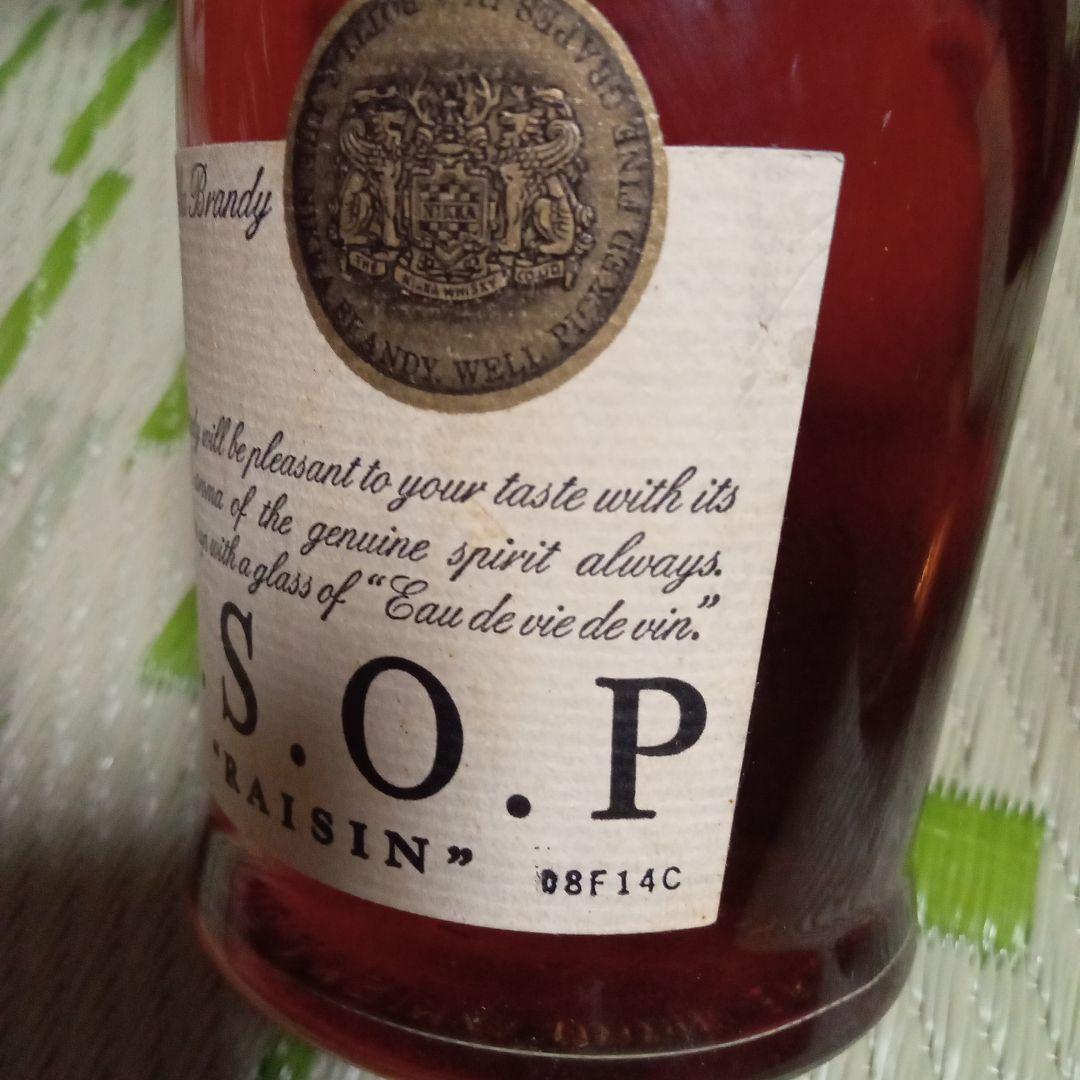 Brandy
GRAPES
FINE
PICKED
WELL
BRANDY.
NIKKA
THE NIKKA WHISKY CO. LTD
will be pleasant to your taste with its
of the genuine spirit always.
with a glass of “Eau de vie de vin.”
.S.O.P
“RAISIN”
08F14C